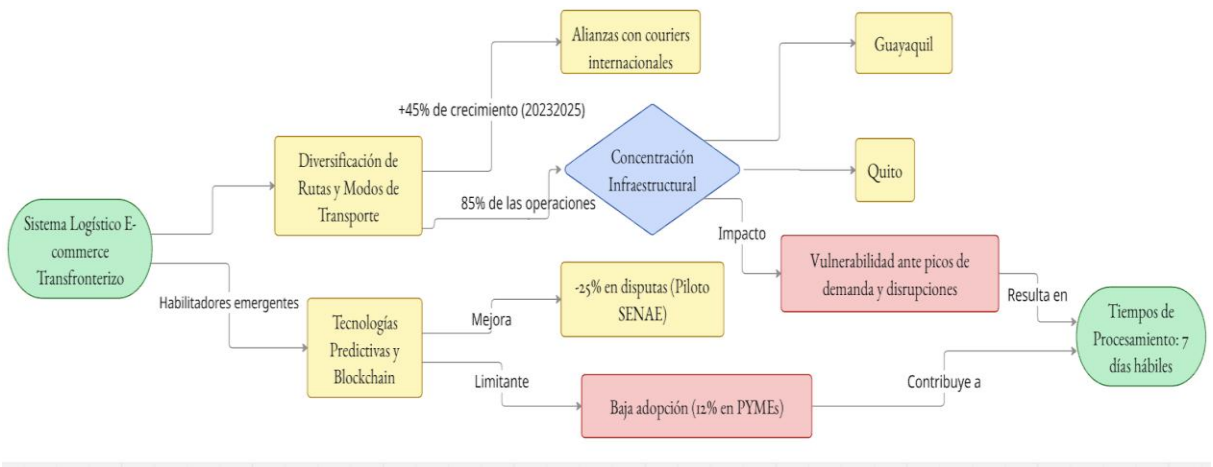 Alianzas con couriers
internacionales
Guayaquil
+45% de crecimiento (20232025)
Diversificación de
Rutas y Modos de
Transporte
Concentración
Infraestructural
Quito
85% de las operaciones
Sistema Logístico E-
commerce
Transfronterizo
Impacto
Vulnerabilidad ante picos de
demanda y disrupciones
Resulta en
Habilitadores emergentes
-25% en disputas (Piloto
SENAE)
Mejora
Tecnologías
Predictivas y
Blockchain
Tiempos de
Procesamiento: 7
días hábiles
Limitante
Baja adopción (12% en PYMEs)
Contribuye a